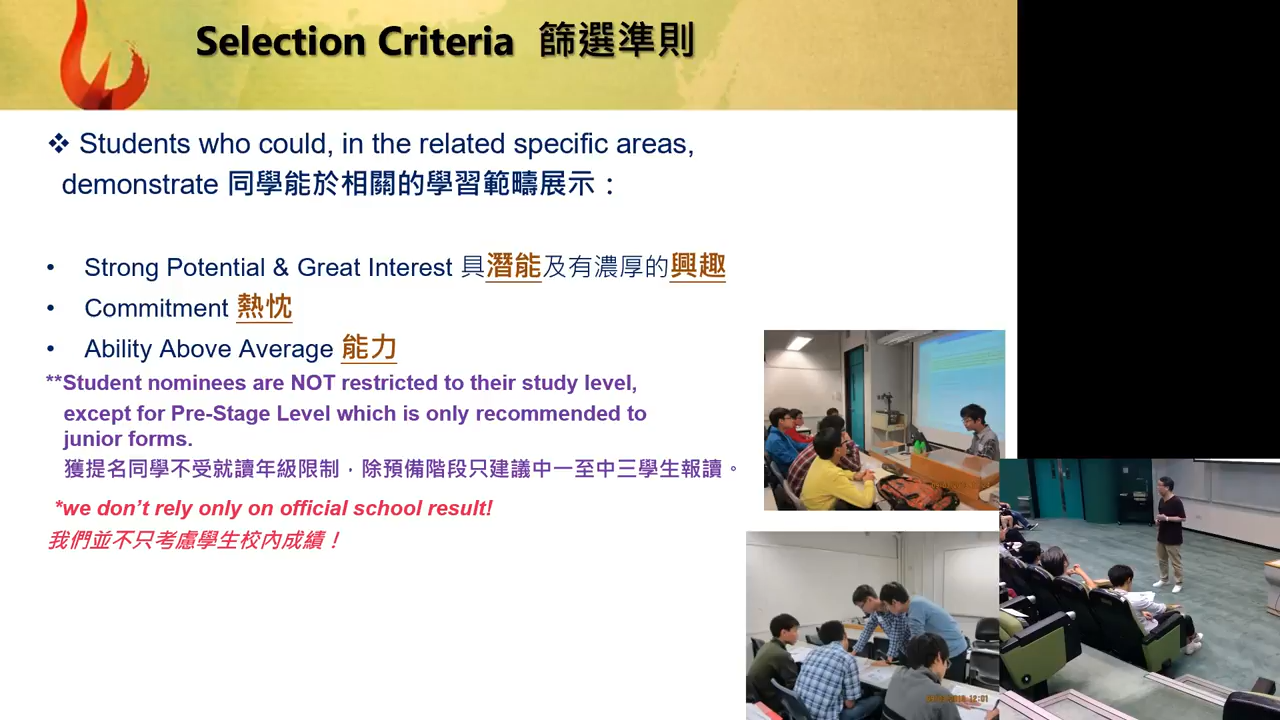 Selection Criteria 篩選準則
❖ Students who could, in the related specific areas,
demonstrate 同學能於相關的學習範疇展示：
• Strong Potential & Great Interest 具潛能及有濃厚的興趣
• Commitment 熱忱
• Ability Above Average 能力
**Student nominees are NOT restricted to their study level,
except for Pre-Stage Level which is only recommended to
junior forms.
獲提名同學不受就讀年級限制，除預備階段只建議中一至中三學生報讀。
*we don’t rely only on official school result!
我們並不只考慮學生校內成績！